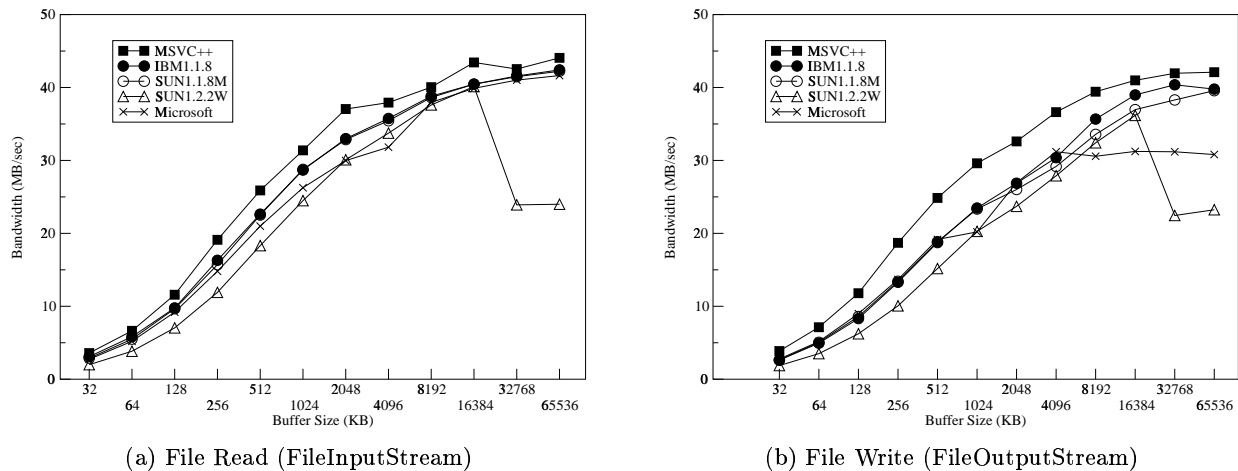 50
40
30
20
10
0
Bandwidth (MB/sec)
MSVC++
IBM1.1.8
SUN1.1.8M
SUN1.2.2W
Microsoft
32 128 512 2048 8192 32768
64 256 1024 4096 16384 65536
Buffer Size (KB)
(a) File Read (FileInputStream)
50
40
30
20
10
0
Bandwidth (MB/sec)
MSVC++
IBM1.1.8
SUN1.1.8M
SUN1.2.2W
Microsoft
32 128 512 2048 8192 32768
64 256 1024 4096 16384 65536
Buffer Size (KB)
(b) File Write (FileOutputStream)